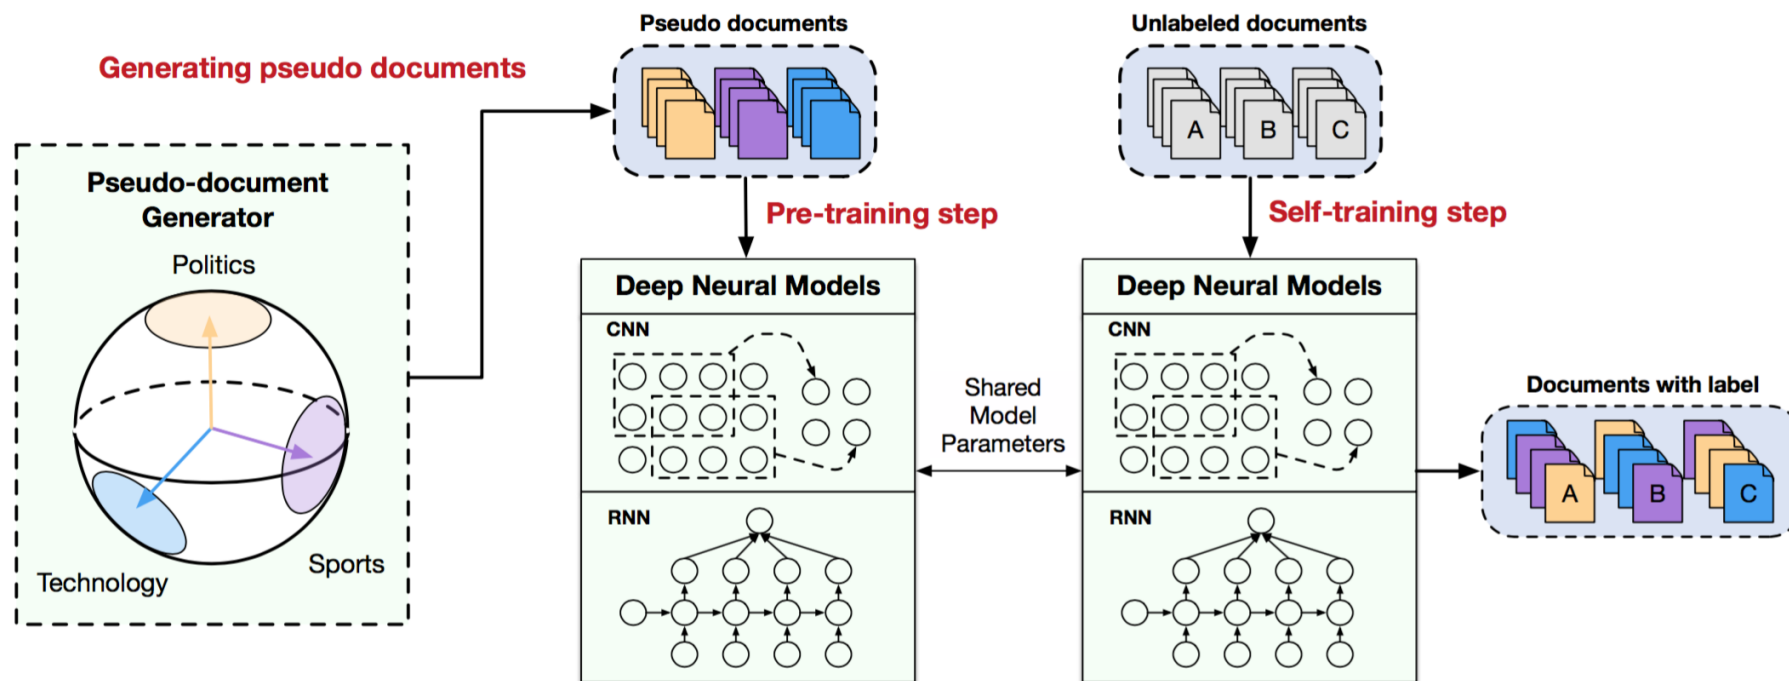 Generating pseudo documents
Pseudo-document
Generator
Politics
Technology
Sports
Pseudo documents
Pre-training step
Deep Neural Models
CNN
RNN
Shared
Model
Parameters
Unlabeled documents
A B C
Self-training step
Deep Neural Models
CNN
RNN
Documents with label
A B C